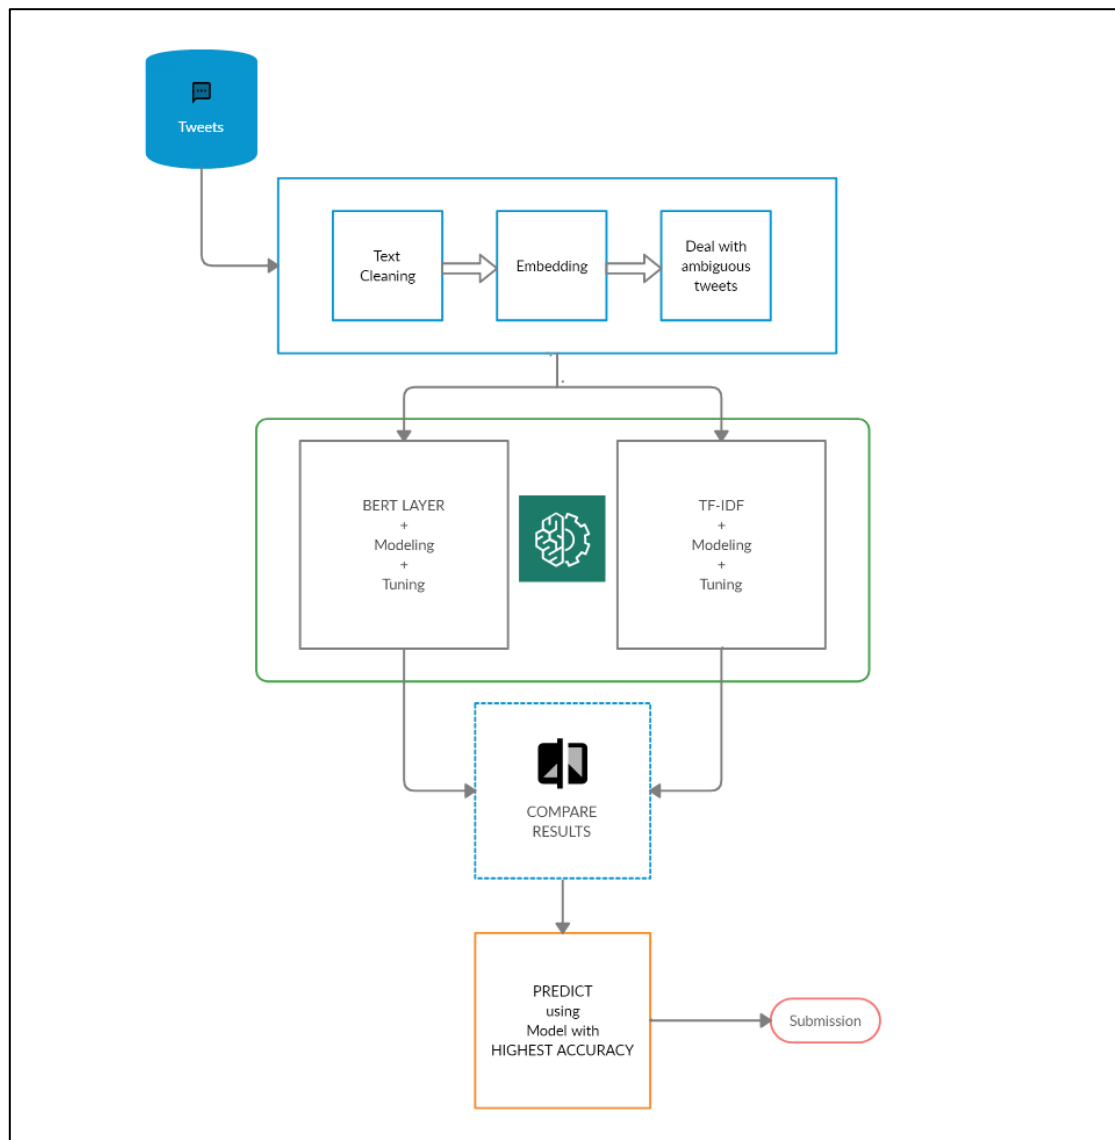 Tweets
Text
Cleaning
Embedding
Deal with
ambiguous
tweets
BERT LAYER
+
Modeling
+
Tuning
TF-IDF
+
Modeling
+
Tuning
COMPARE
RESULTS
PREDICT
using
Model with
HIGHEST ACCURACY
Submission